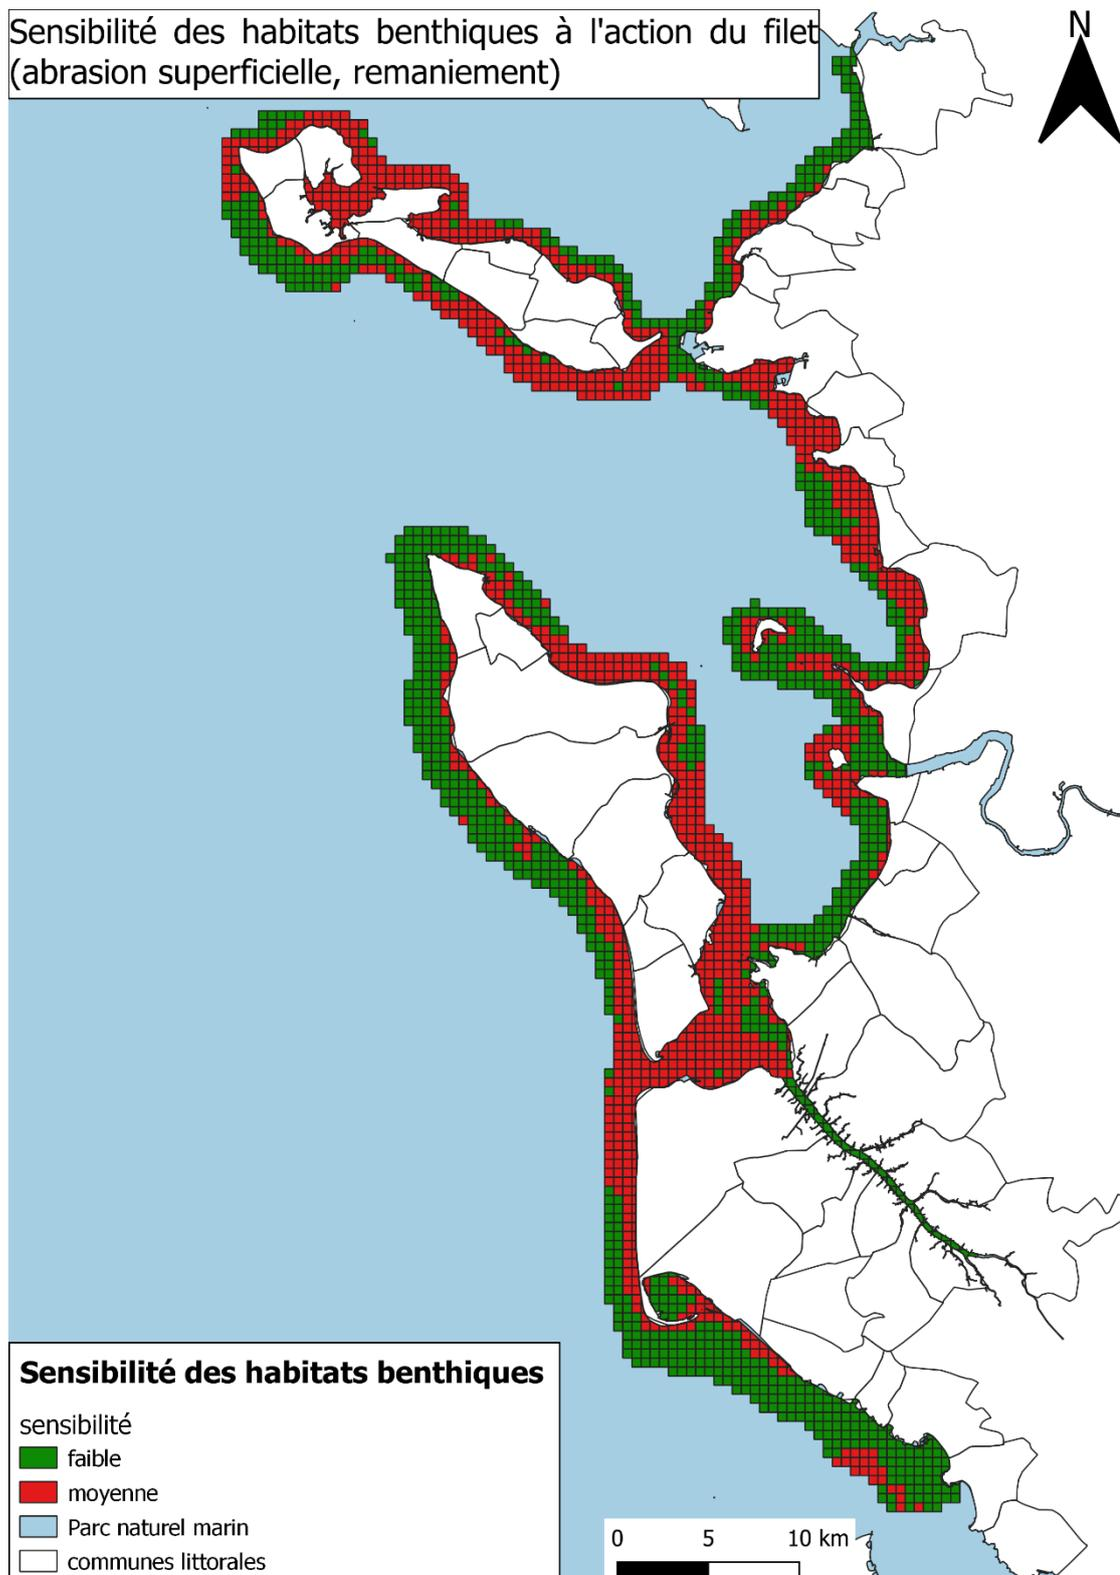 Sensibilité des habitats benthiques à l'action du filet
(abrasion superficielle, remaniement)
N
Sensibilité des habitats benthiques
sensibilité
faible
moyenne
Parc naturel marin
communes littorales
0 5 10 km